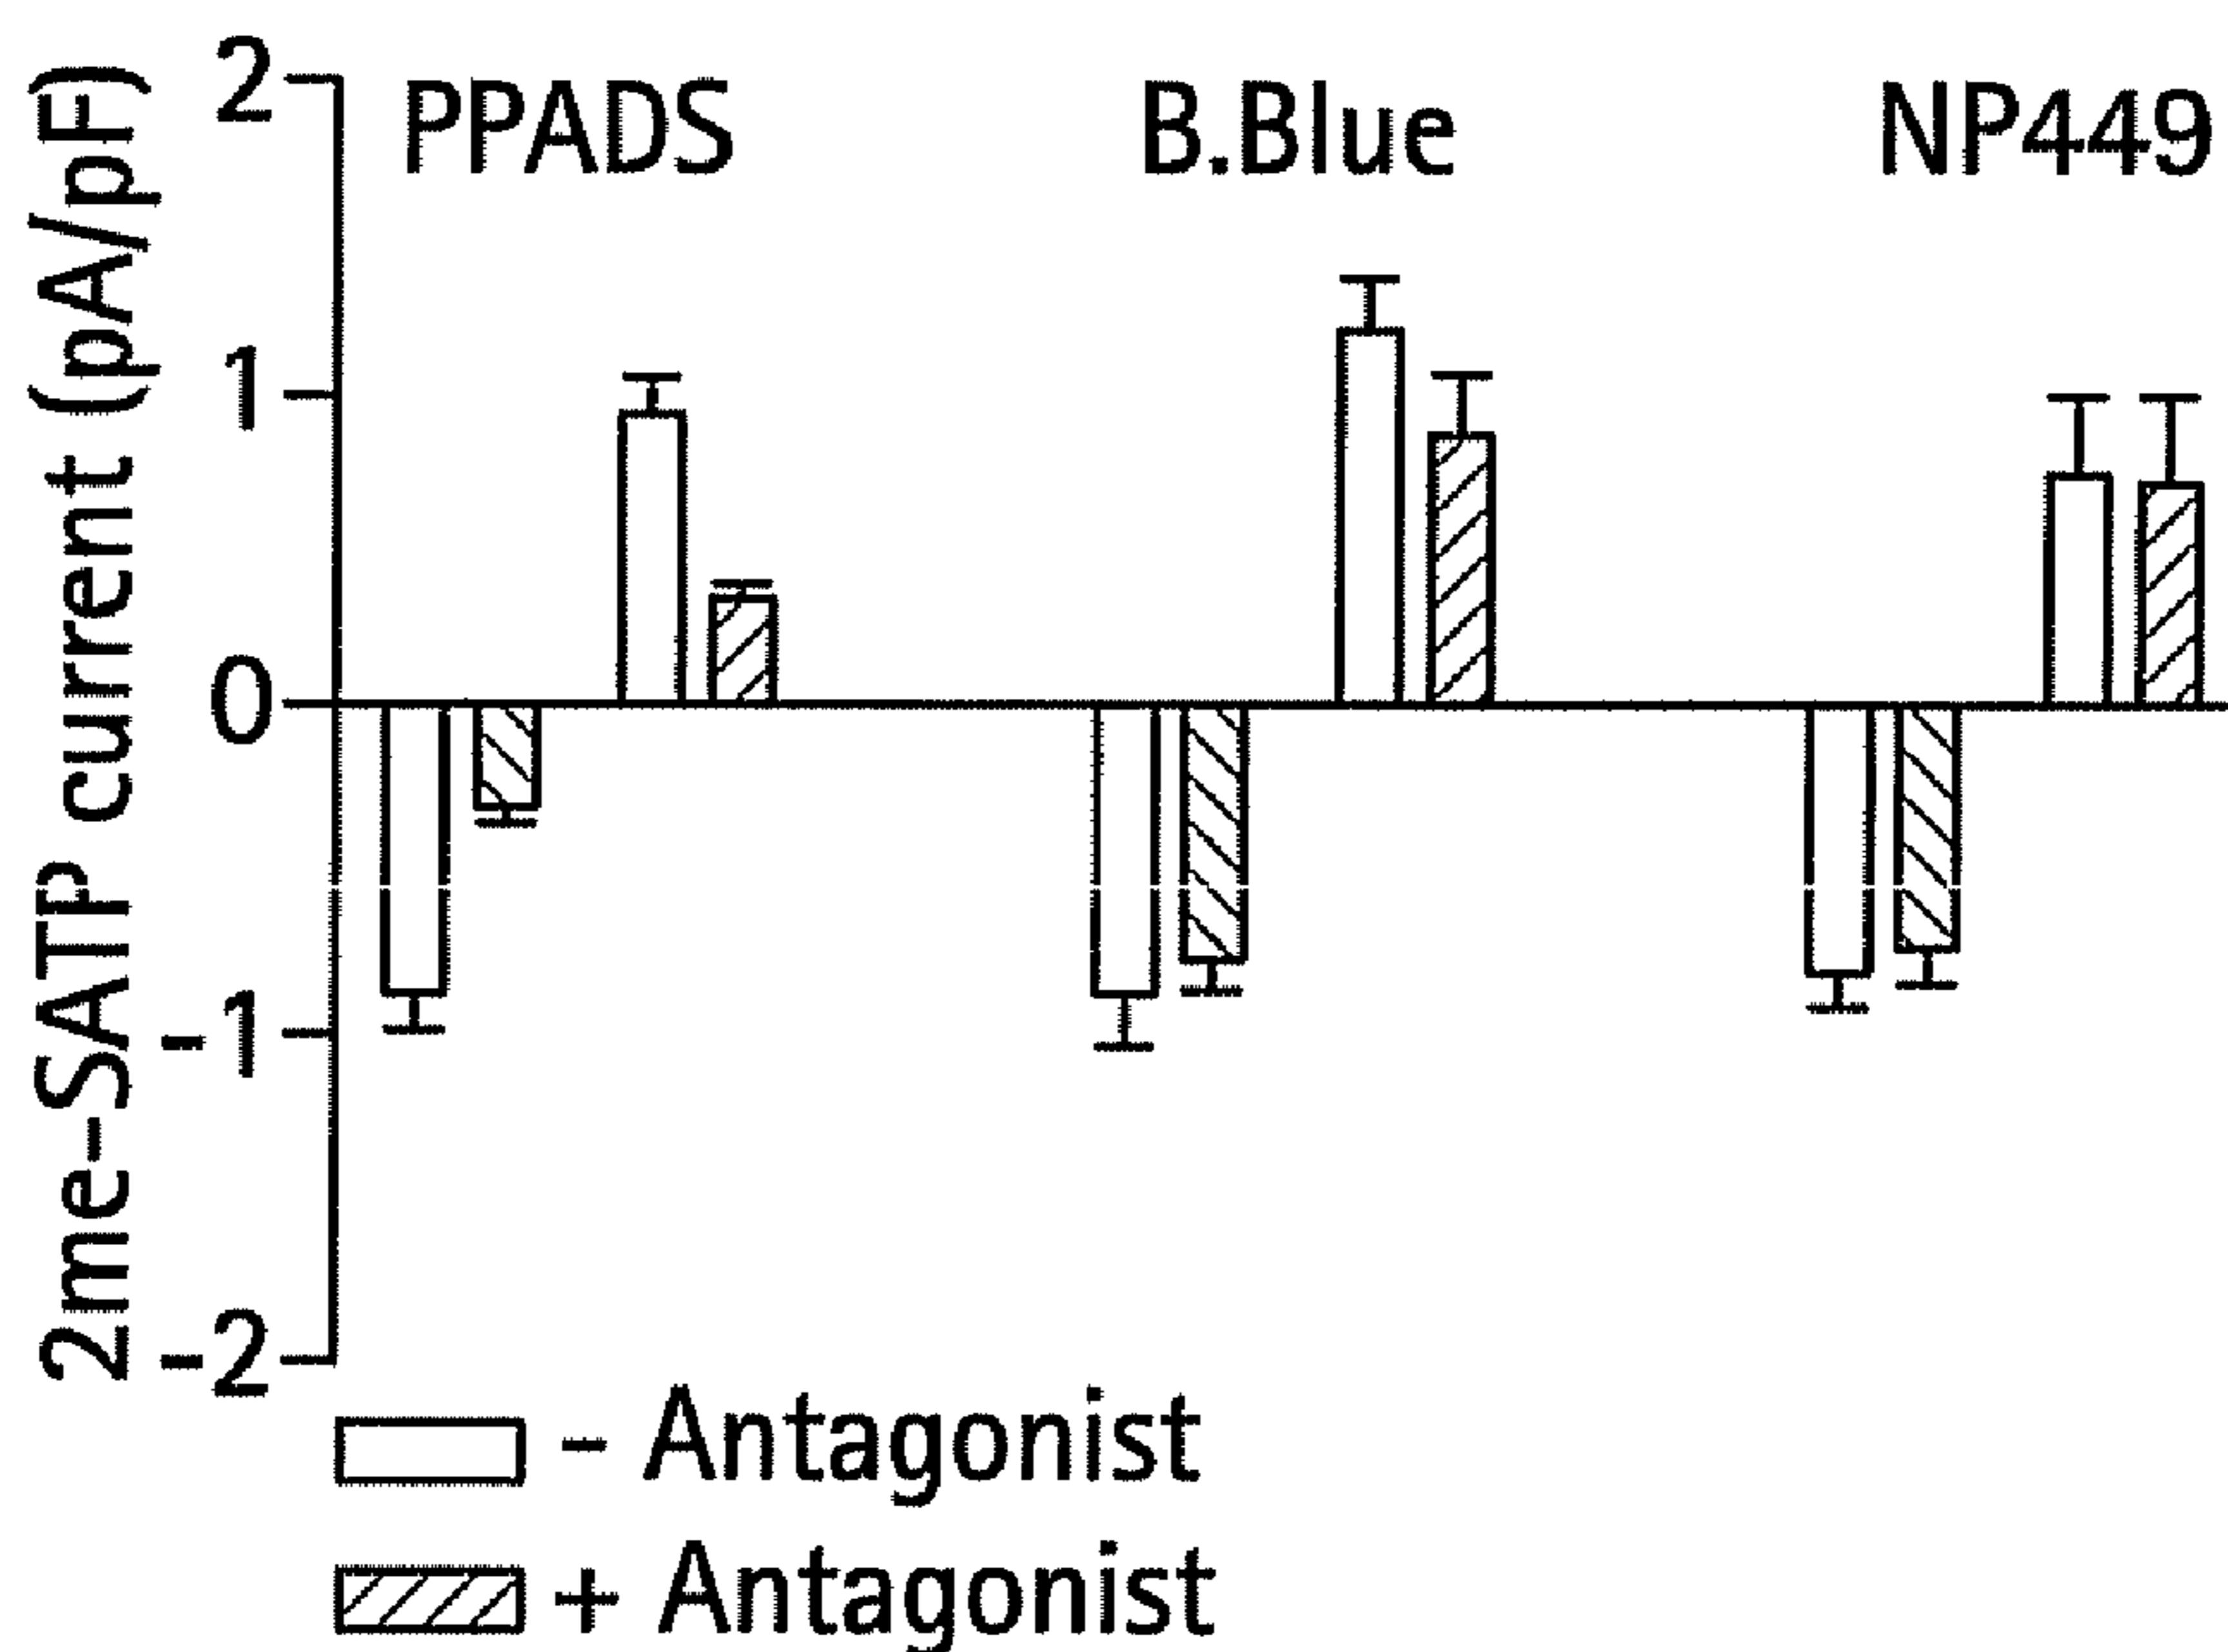 2me-SATP current (pA/pF)
2
1
0
-1
-2
PPADS B.Blue NP449
- Antagonist
+ Antagonist